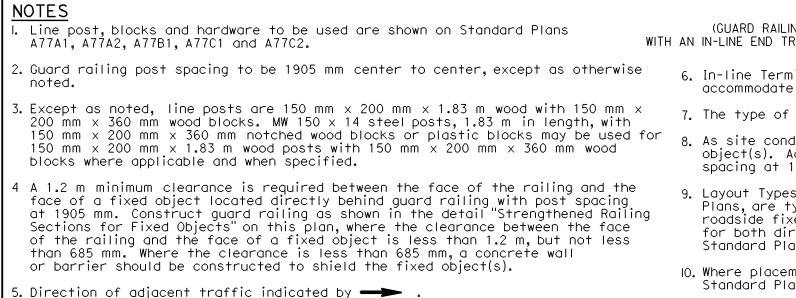 NOTES
1. Line post, blocks and hardware to be used are shown on Standard Plans
A77A1, A77A2, A77B1, A77C1 and A77C2.
2. Guard railing post spacing to be 1905 mm center to center, except as otherwise
noted.
3. Except as noted, line posts are 150 mm x 200 mm x 1.83 m wood with 150 mm x
200 mm x 360 mm wood blocks. MW 150 x 14 steel posts, 1.83 m in length, with
150 mm x 200 mm x 360 mm notched wood blocks or plastic blocks may be used for
150 mm x 200 mm x 1.83 m wood posts with 150 mm x 200 mm x 360 mm wood
blocks where applicable and when specified.
4 A 1.2 m minimum clearance is required between the face of the railing and the
face of a fixed object located directly behind guard railing with post spacing
at 1905 mm. Construct guard railing as shown in the detail "Strengthened Railing
Sections for Fixed Objects" on this plan, where the clearance between the face
of the railing and the face of a fixed object is less than 1.2 m, but not less
than 685 mm. Where the clearance is less than 685 mm, a concrete wall
or barrier should be constructed to shield the fixed object(s).
5. Direction of adjacent traffic indicated by .
(GUARD RAILIN
WITH AN IN-LINE END TR
6. In-line Termi
accommodate
7. The type of
8. As site cond
object(s). Ac
spacing at 1
9. Layout Types
Plans, are ty
roadside fixe
for both dir
Standard Pla
10. Where placem
Standard Pla